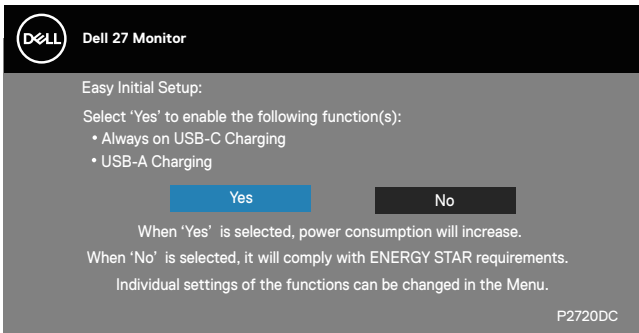 DELL
Dell 27 Monitor
Easy Initial Setup:
Select ‘Yes’ to enable the following function(s):
• Always on USB-C Charging
• USB-A Charging
Yes
No
When ‘Yes’ is selected, power consumption will increase.
When ‘No’ is selected, it will comply with ENERGY STAR requirements.
Individual settings of the functions can be changed in the Menu.
P2720DC